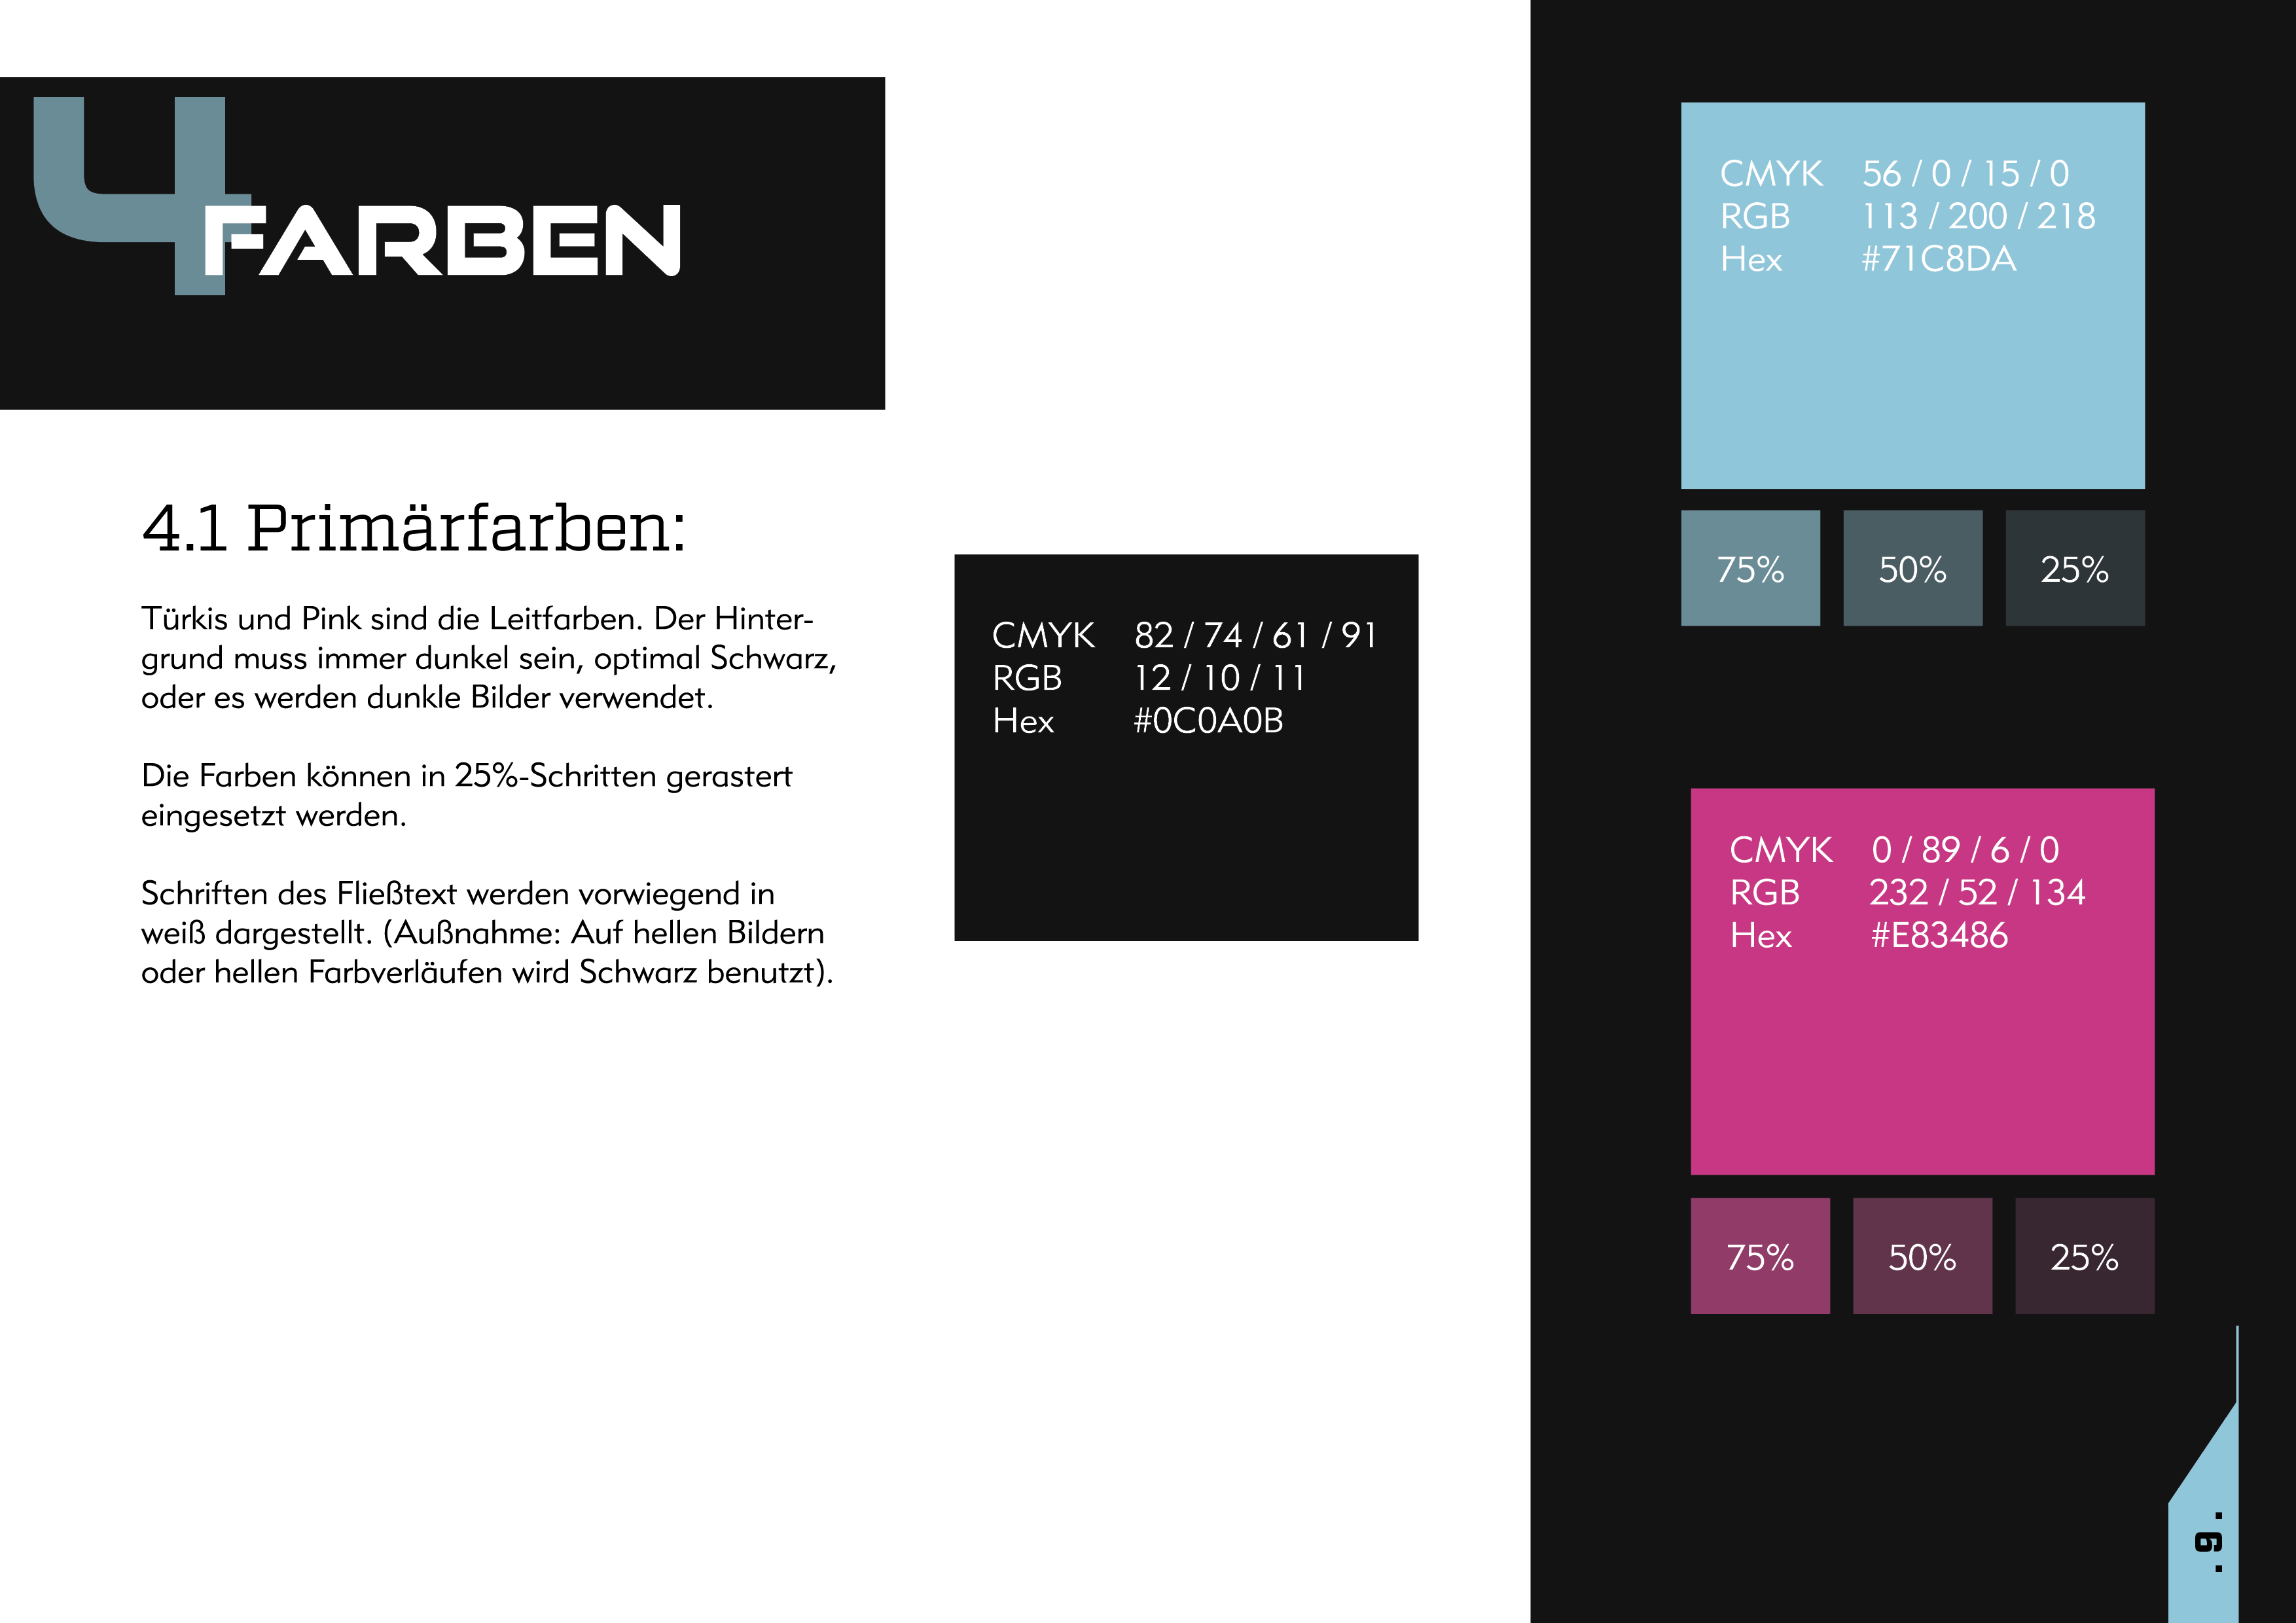 4
FARBEN
4.1 Primärfarben:
Türkis und Pink sind die Leitfarben. Der Hinter-
grund muss immer dunkel sein, optimal Schwarz,
oder es werden dunkle Bilder verwendet.
Die Farben können in 25%-Schritten gerastert
eingesetzt werden.
Schriften des Fließtext werden vorwiegend in
weiß dargestellt. (Außnahme: Auf hellen Bildern
oder hellen Farbverläufen wird Schwarz benutzt).
CMYK 82 / 74 / 61 / 91
RGB 12 / 10 / 11
Hex #0C0A0B
CMYK 56 / 0 / 15 / 0
RGB 113 / 200 / 218
Hex #71C8DA
75% 50% 25%
CMYK 0 / 89 / 6 / 0
RGB 232 / 52 / 134
Hex #E83486
75% 50% 25%
.9.